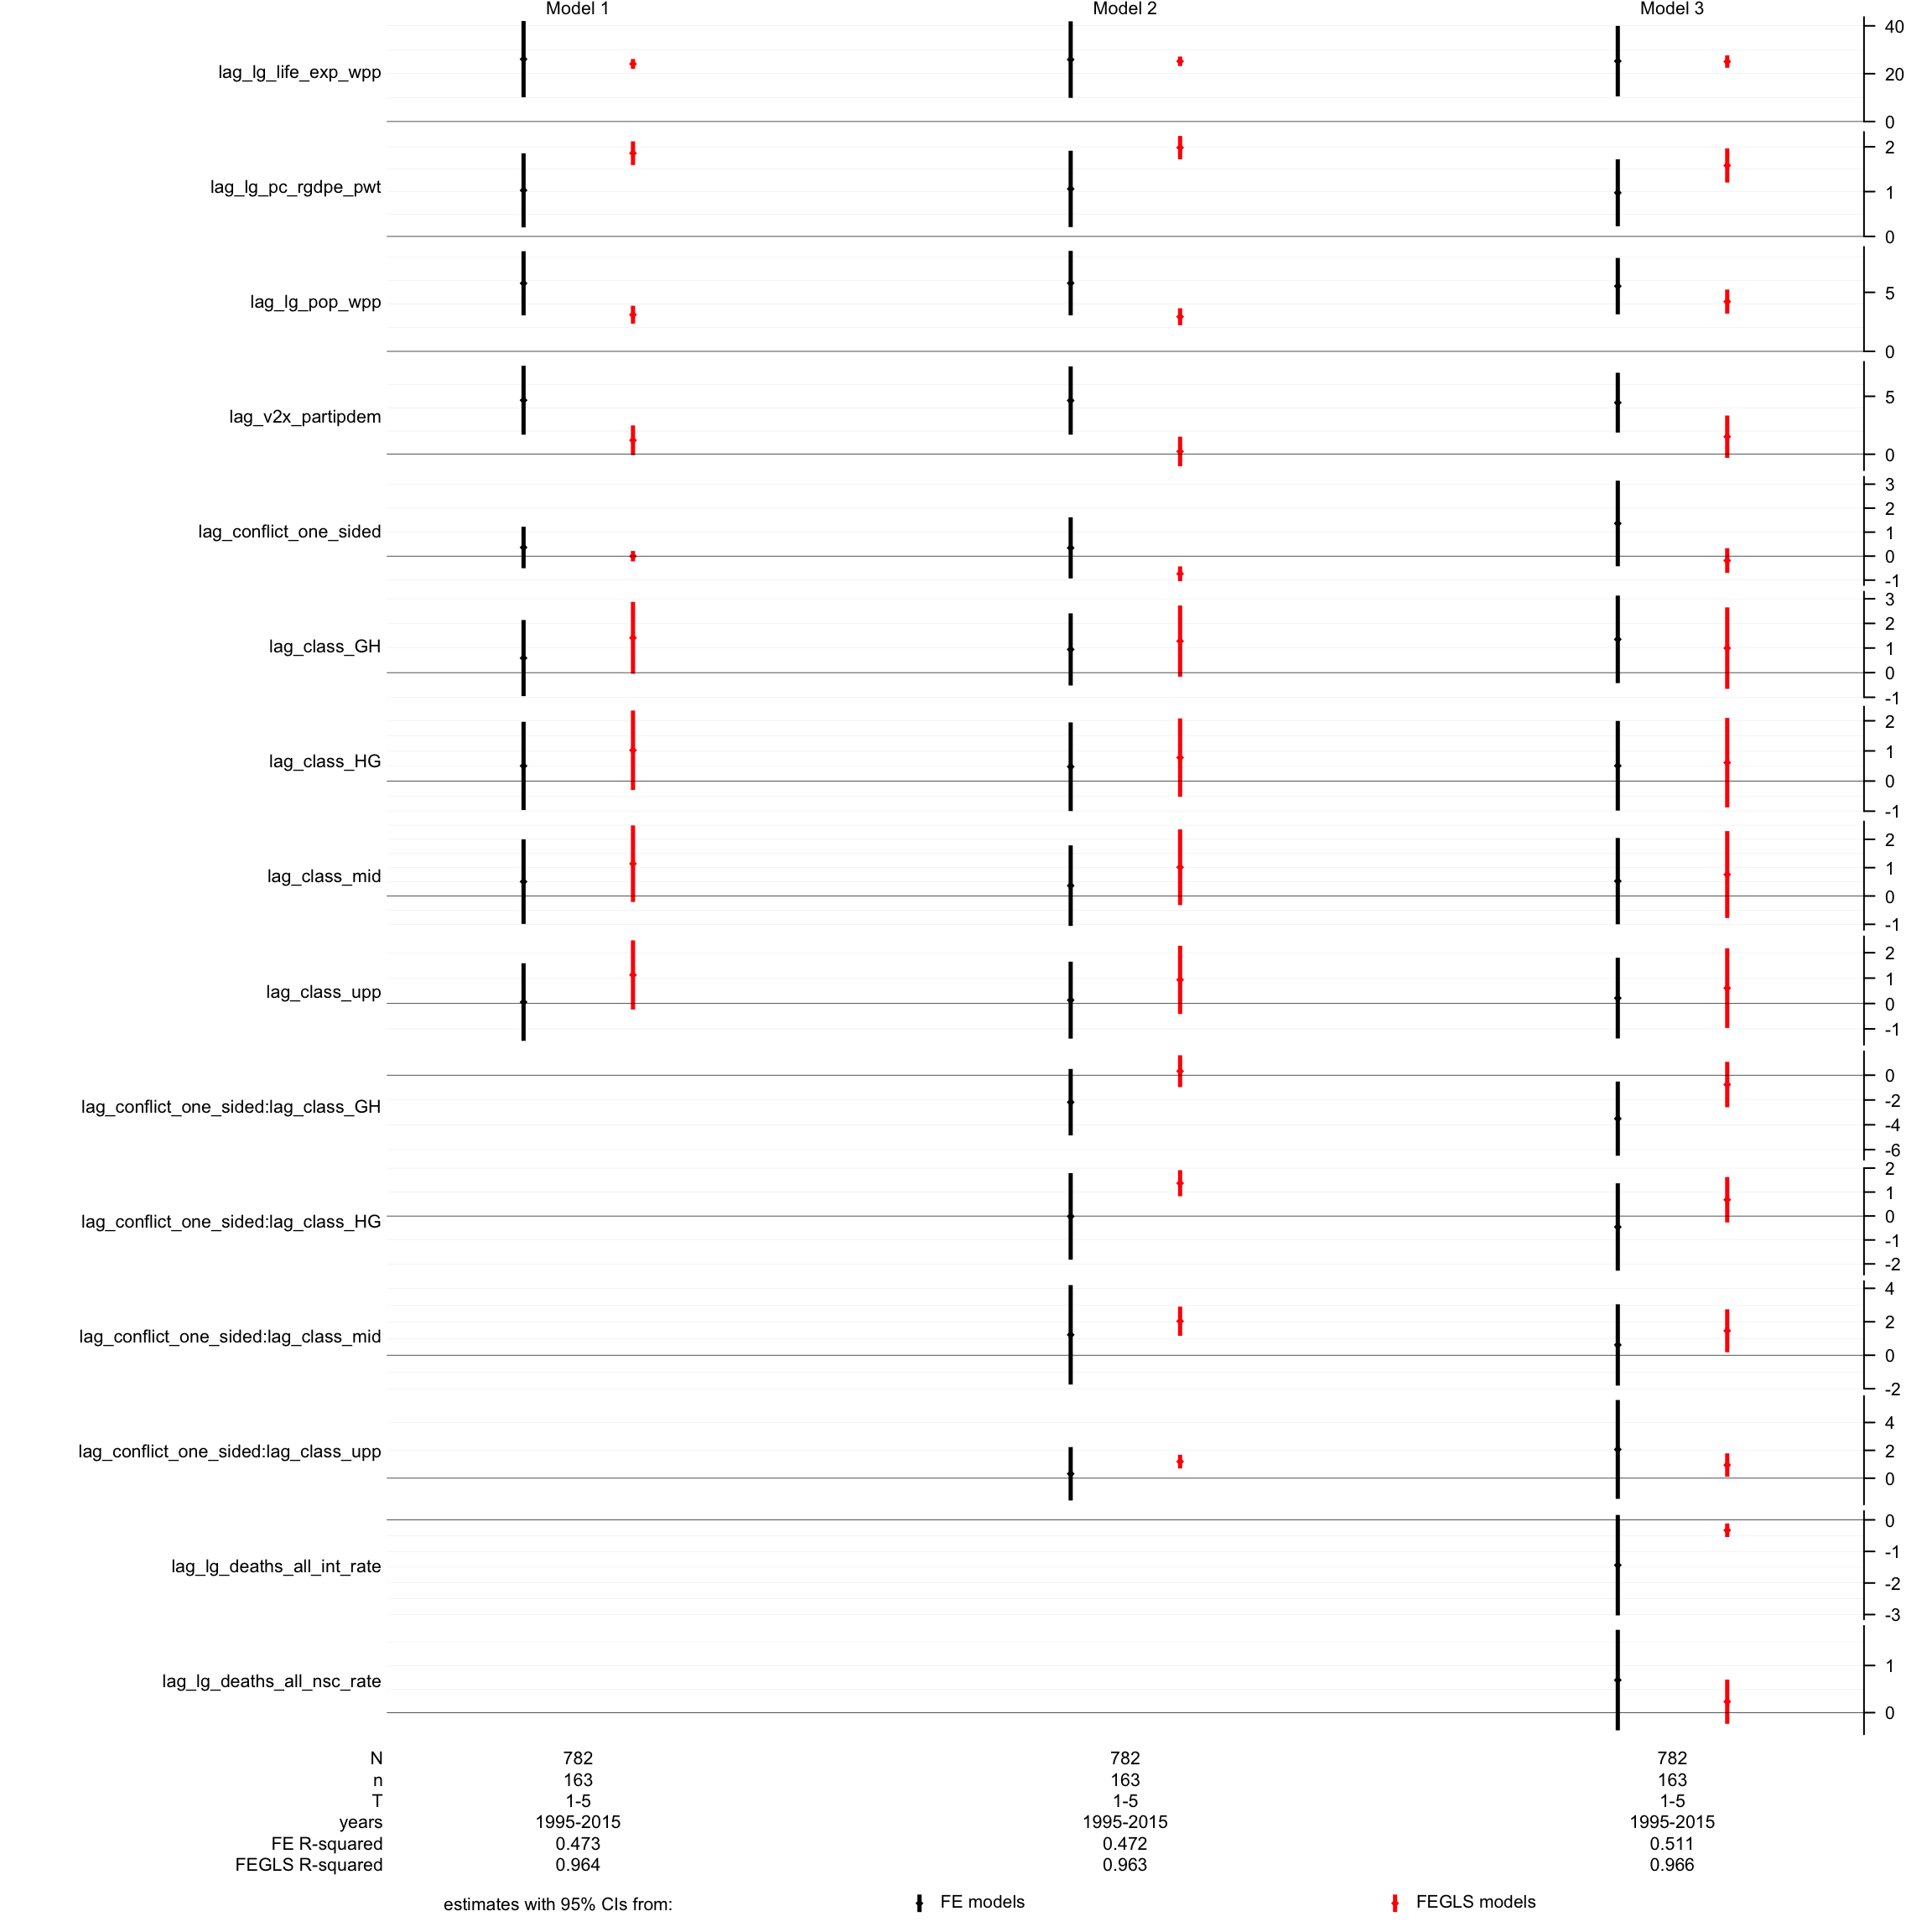 Model 1 Model 2 Model 3
lag_lg_life_exp_wpp 40 20 0
lag_lg_pc_rgdpe_pwt 2 1 0
lag_lg_pop_wpp 5 0
lag_v2x_partipdem 5 0
lag_conflict_one_sided 3 2 1 0 -1
lag_class_GH 3 2 1 0 -1
lag_class_HG 2 1 0 -1
lag_class_mid 2 1 0 -1
lag_class_upp 2 1 0 -1
lag_conflict_one_sided:lag_class_GH 0 -2 -4 -6
lag_conflict_one_sided:lag_class_HG 2 1 0 -1 -2
lag_conflict_one_sided:lag_class_mid 4 2 0 -2
lag_conflict_one_sided:lag_class_upp 4 2 0
lag_lg_deaths_all_int_rate 0 -1 -2 -3
lag_lg_deaths_all_nsc_rate 1 0
N 782 782 782
n 163 163 163
T 1-5 1-5 1-5
years 1995-2015 1995-2015 1995-2015
FE R-squared 0.473 0.472 0.511
FEGLS R-squared 0.964 0.963 0.966
estimates with 95% CIs from: FE models FEGLS models